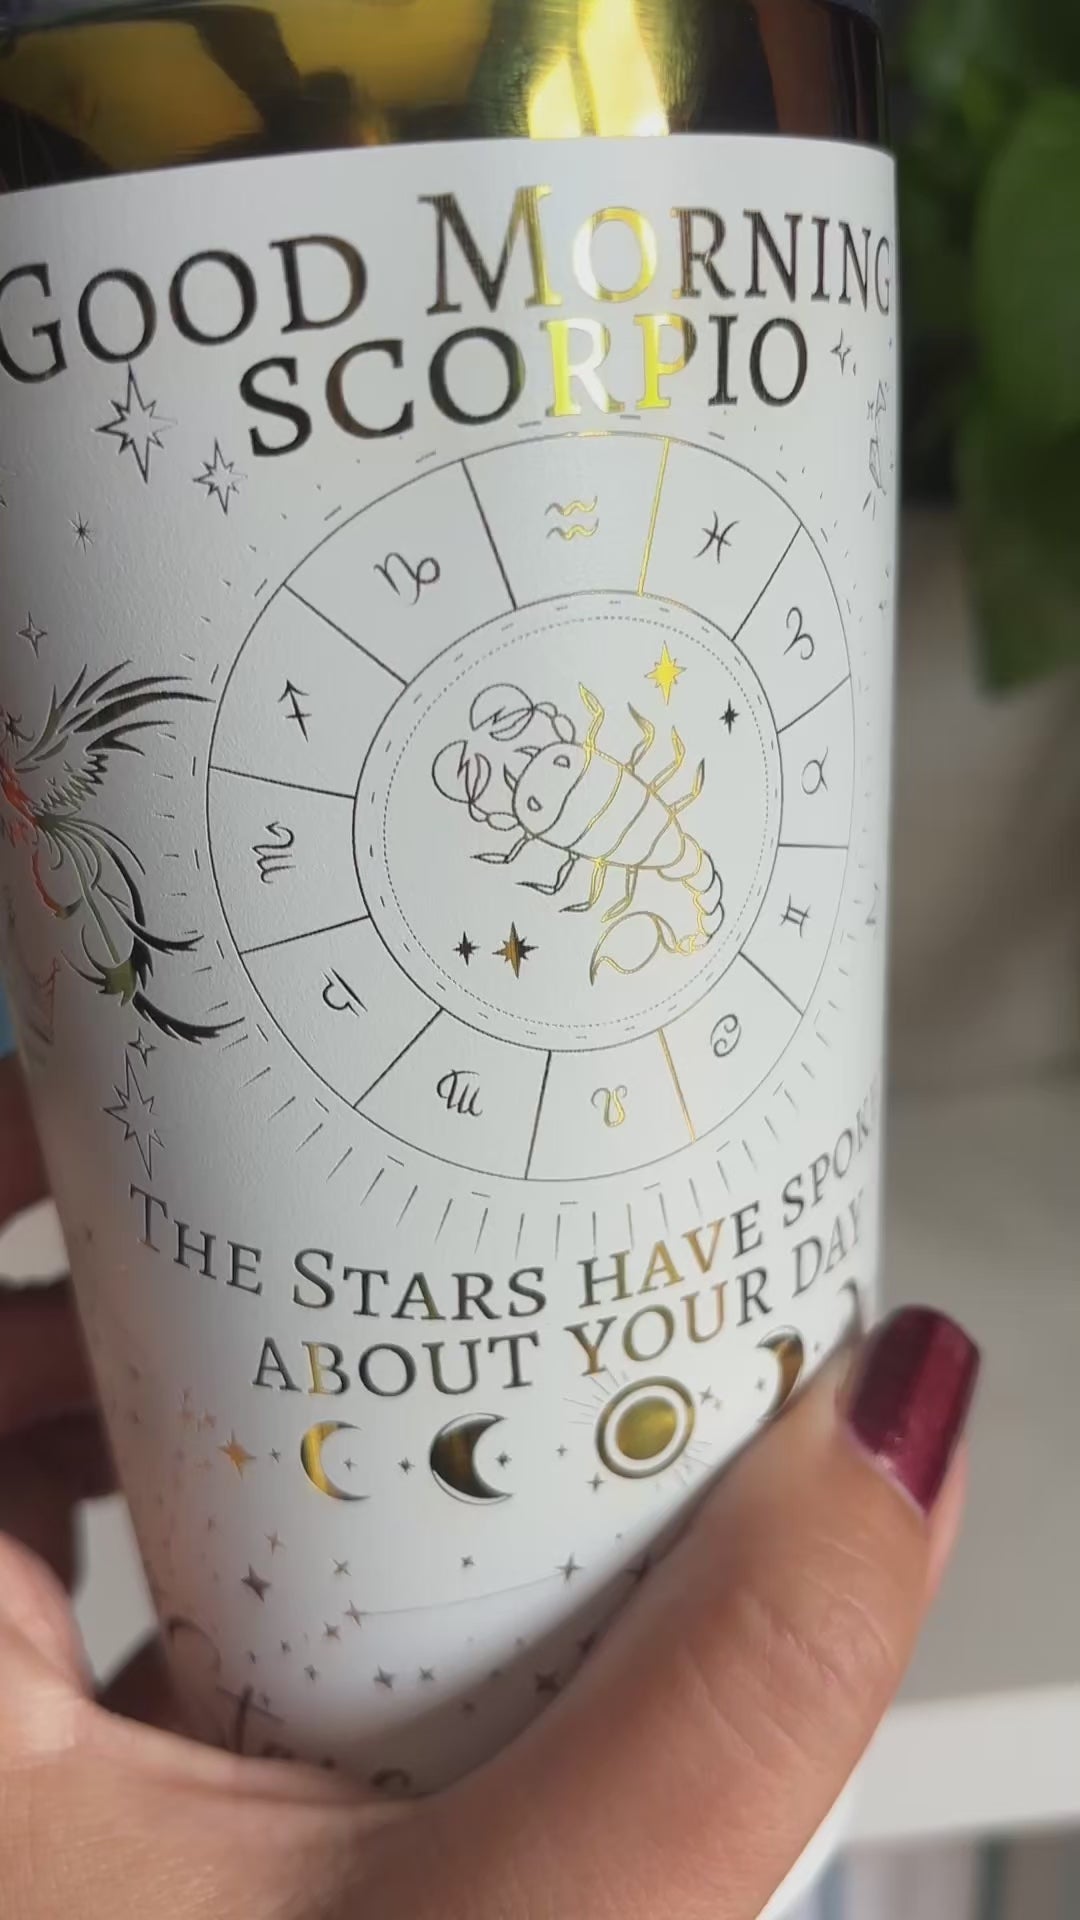 GOOD MORNING
SCORPIO
THE STARS HAVE
ABOUT YOUR DAY